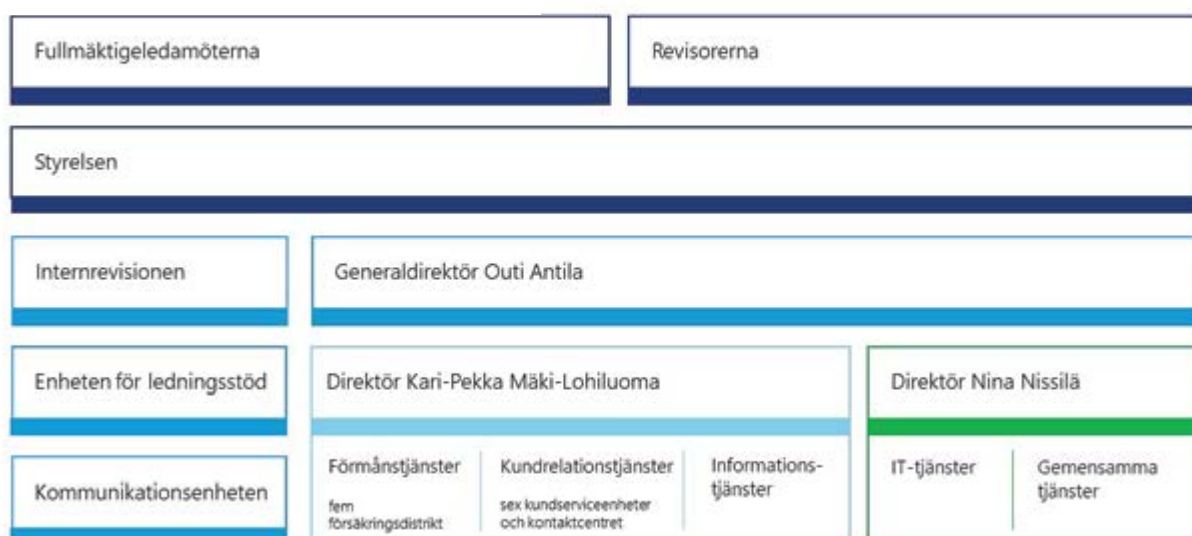 Fullmäktigeledamöterna
Revisorerna
Styrelsen
Internrevisionen
Generaldirektör Outi Antila
Enheten för ledningsstöd
Direktör Kari-Pekka Mäki-Lohiluoma
Direktör Nina Nissilä
Kommunikationsenheten
Förmånstjänster
fem
försäkringsdistrikt
Kundrelationstjänster
sex kundserviceenheter
och kontaktcentret
Informations-
tjänster
IT-tjänster
Gemensamma
tjänster